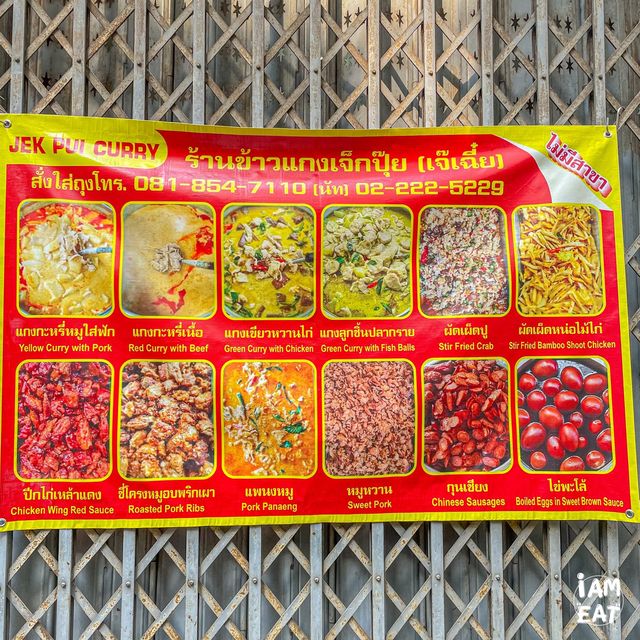 JEK PUI CURRY
ร้านข้าวแกงเจ็กปุ้ย (เจ๊เฉี๋ย)
ไม่มีสาขา
สั่งใส่ถุงโทร. 081-854-7110 (นัท) 02-222-5229
แกงกะหรี่หมูใส่ฟัก แกงกะหรี่เนื้อ แกงเขียวหวานไก่ แกงลูกชิ้นปลากราย ผัดเผ็ดปู ผัดเผ็ดหน่อไม้ไก่
Yellow Curry with Pork Red Curry with Beef Green Curry with Chicken Green Curry with Fish Balls Stir Fried Crab Stir Fried Bamboo Shoot Chicken
ปีกไก่เหล้าแดง ซี่โครงหมูอบพริกเผา แพนงหมู หมูหวาน กุนเชียง ไข่พะโล้
Chicken Wing Red Sauce Roasted Pork Ribs Pork Panaeng Sweet Pork Chinese Sausages Boiled Eggs in Sweet Brown Sauce
iAM
EAT